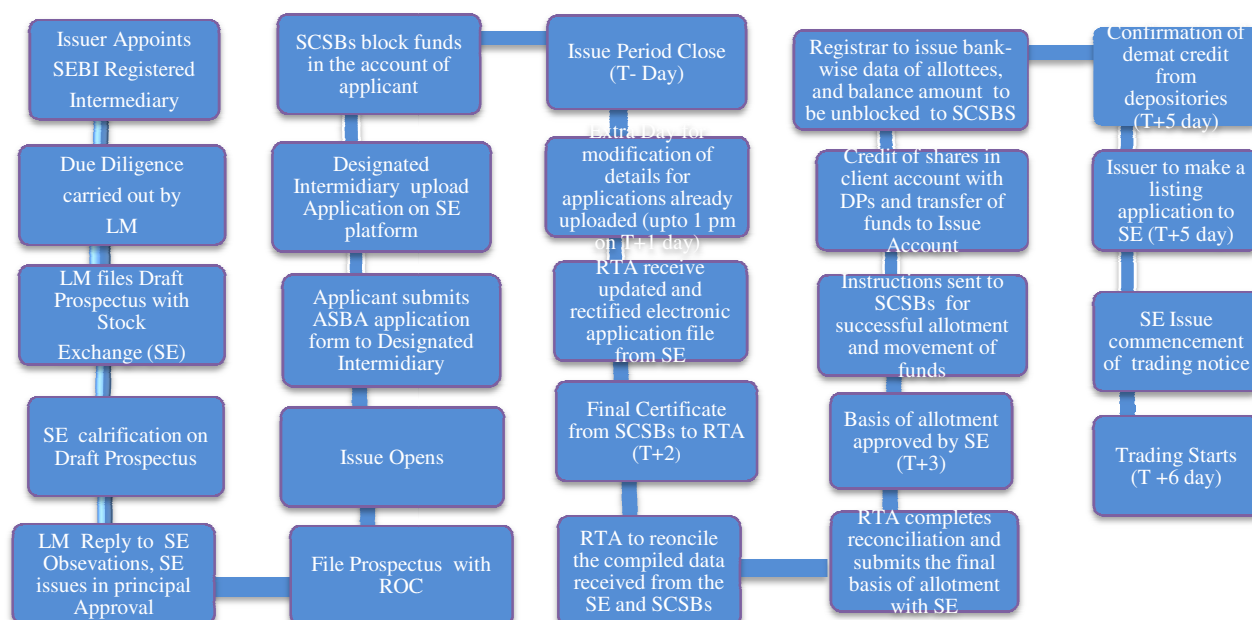 Issuer Appoints
SEBI Registered
Intermediary
Due Diligence
carried out by
LM
LM files Draft
Prospectus with
Stock
Exchange (SE)
SE calrification on
Draft Prospectus
LM Reply to SE
Obsevations, SE
issues in principal
Approval
File Prospectus with
ROC
Issue Opens
Applicant submits
ASBA application
form to Designated
Intermidiary
Designated
Intermidiary upload
Application on SE
platform
SCSBs block funds
in the account of
applicant
Issue Period Close
(T- Day)
Extra Day for
modification of
details for
applications already
uploaded (upto 1 pm
on T+1 day)
RTA receive
updated and
rectified electronic
application file
from SE
Final Certificate
from SCSBs to RTA
(T+2)
RTA to reconcile
the compiled data
received from the
SE and SCSBs
RTA completes
reconciliation and
submits the final
basis of allotment
with SE
Basis of allotment
approved by SE
(T+3)
Instructions sent to
SCSBs for
successful allotment
and movement of
funds
Credit of shares in
client account with
DPs and transfer of
funds to Issue
Account
Registrar to issue bank-
wise data of allottees,
and balance amount to
be unblocked to SCSBS
Confirmation of
demat credit
from
depositories
(T+5 day)
Issuer to make a
listing
application to
SE (T+5 day)
SE Issue
commencement
of trading notice
Trading Starts
(T +6 day)